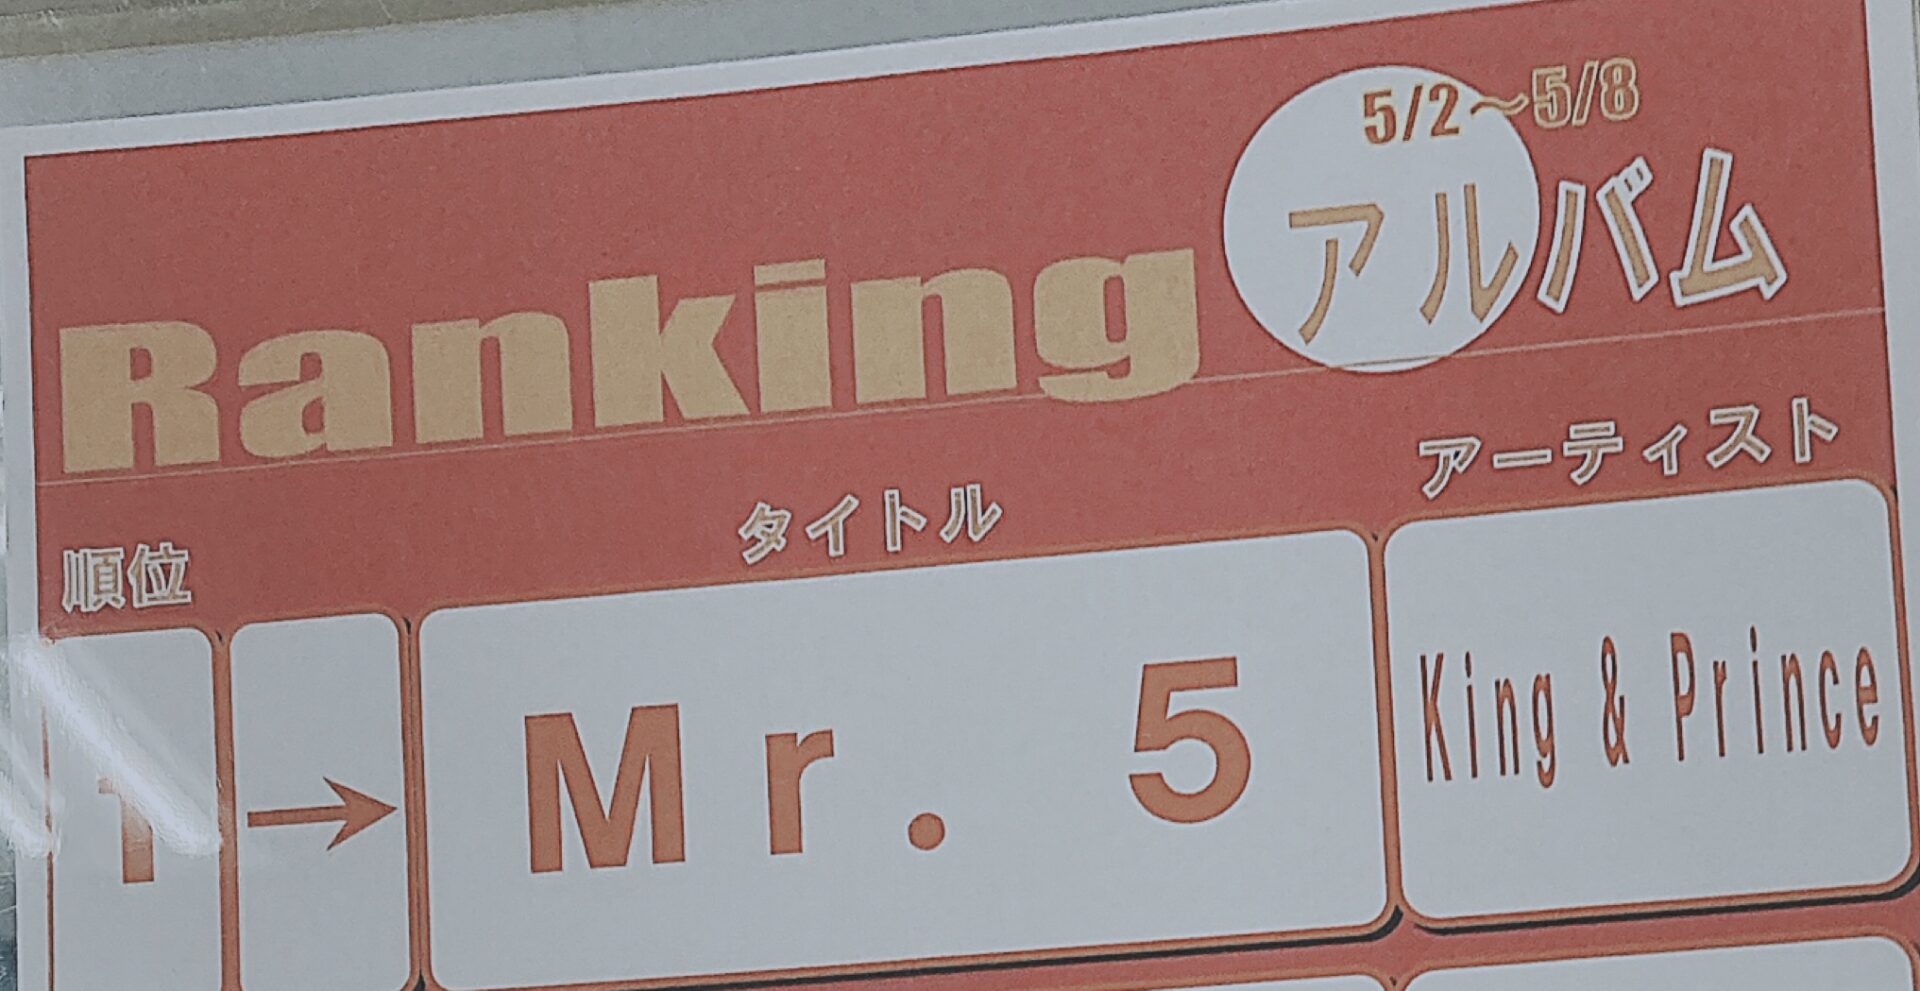 5/2～5/8
Ranking アルバム
順位 タイトル アーティスト
1 → Mr. 5 King & Prince